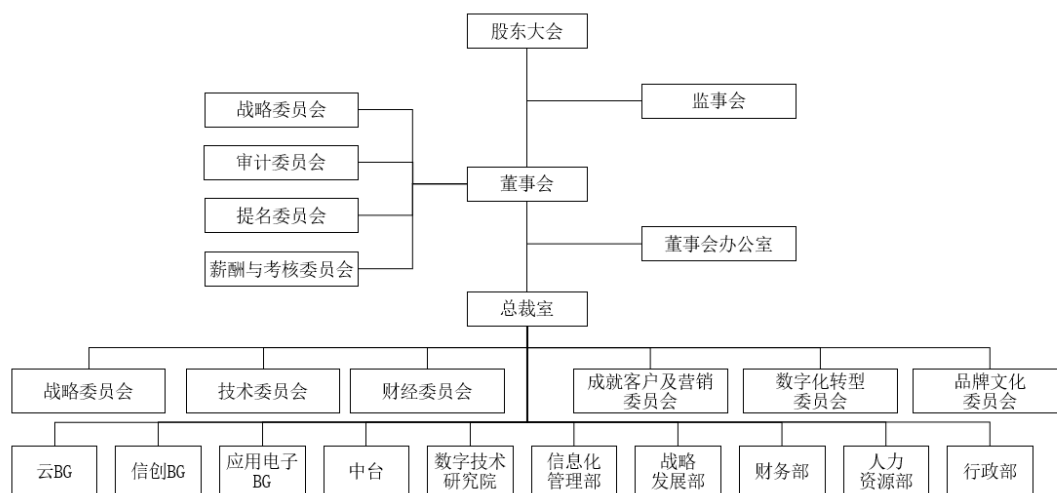 股东大会
监事会
战略委员会
审计委员会
董事会
提名委员会
董事会办公室
薪酬与考核委员会
总裁室
战略委员会
技术委员会
财经委员会
成就客户及营销
委员会
数字化转型
委员会
品牌文化
委员会
云BG
信创BG
应用电子
BG
中台
数字技术
研究院
信息化
管理部
战略
发展部
财务部
人力
资源部
行政部